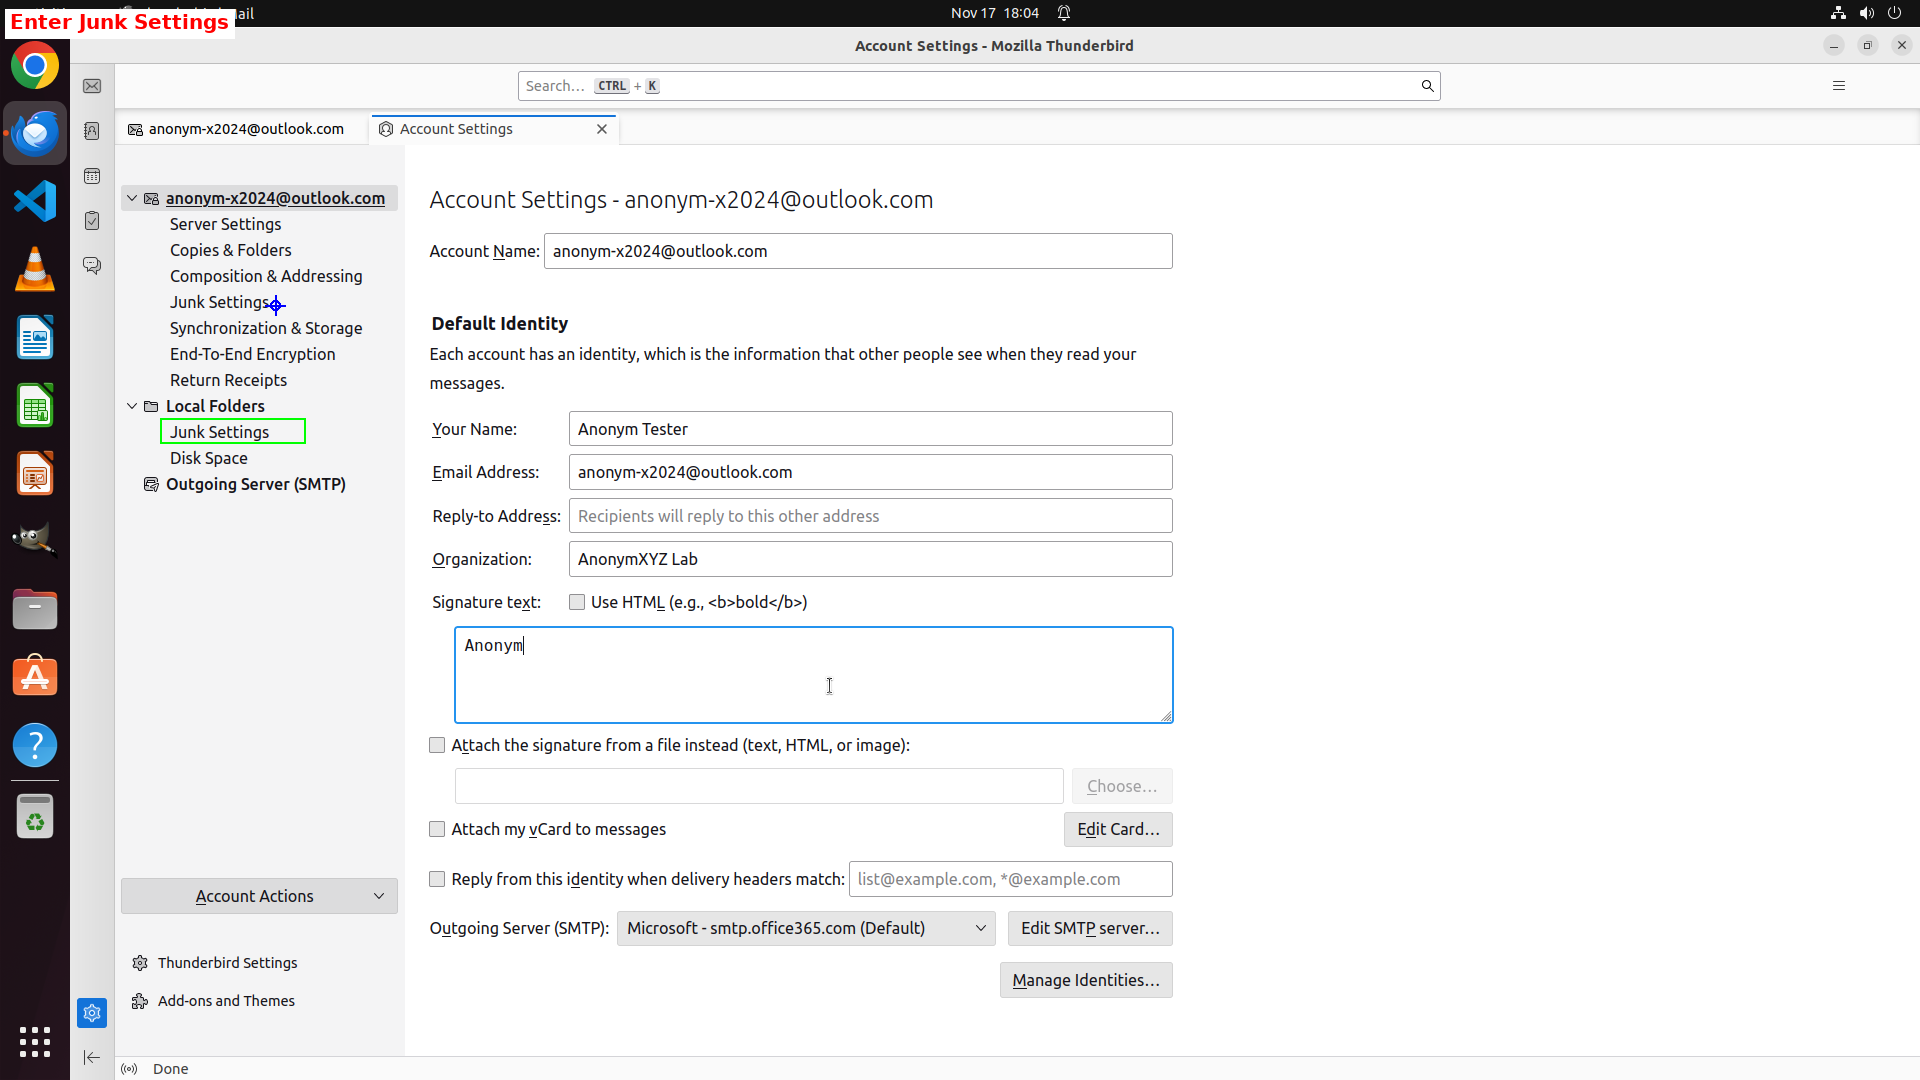 ail
Enter Junk Settings
Nov 17 18:04
Account Settings - Mozilla Thunderbird
Search... CTRL + K
anonym-x2024@outlook.com
Account Settings
anonym-x2024@outlook.com
Server Settings
Copies & Folders
Composition & Addressing
Junk Settings
Synchronization & Storage
End-To-End Encryption
Return Receipts
Local Folders
Junk Settings
Disk Space
Outgoing Server (SMTP)
Account Settings - anonym-x2024@outlook.com
Account Name: anonym-x2024@outlook.com
Default Identity
Each account has an identity, which is the information that other people see when they read your
messages.
Your Name: Anonym Tester
Email Address: anonym-x2024@outlook.com
Reply-to Address: Recipients will reply to this other address
Organization: AnonymXYZ Lab
Signature text: Use HTML (e.g., <b>bold</b>)
Anonym
Attach the signature from a file instead (text, HTML, or image):
Choose...
Attach my vCard to messages
Edit Card...
Reply from this identity when delivery headers match: list@example.com, *@example.com
Outgoing Server (SMTP): Microsoft - smtp.office365.com (Default)
Edit SMTP server...
Manage Identities...
Account Actions
Thunderbird Settings
Add-ons and Themes
Done